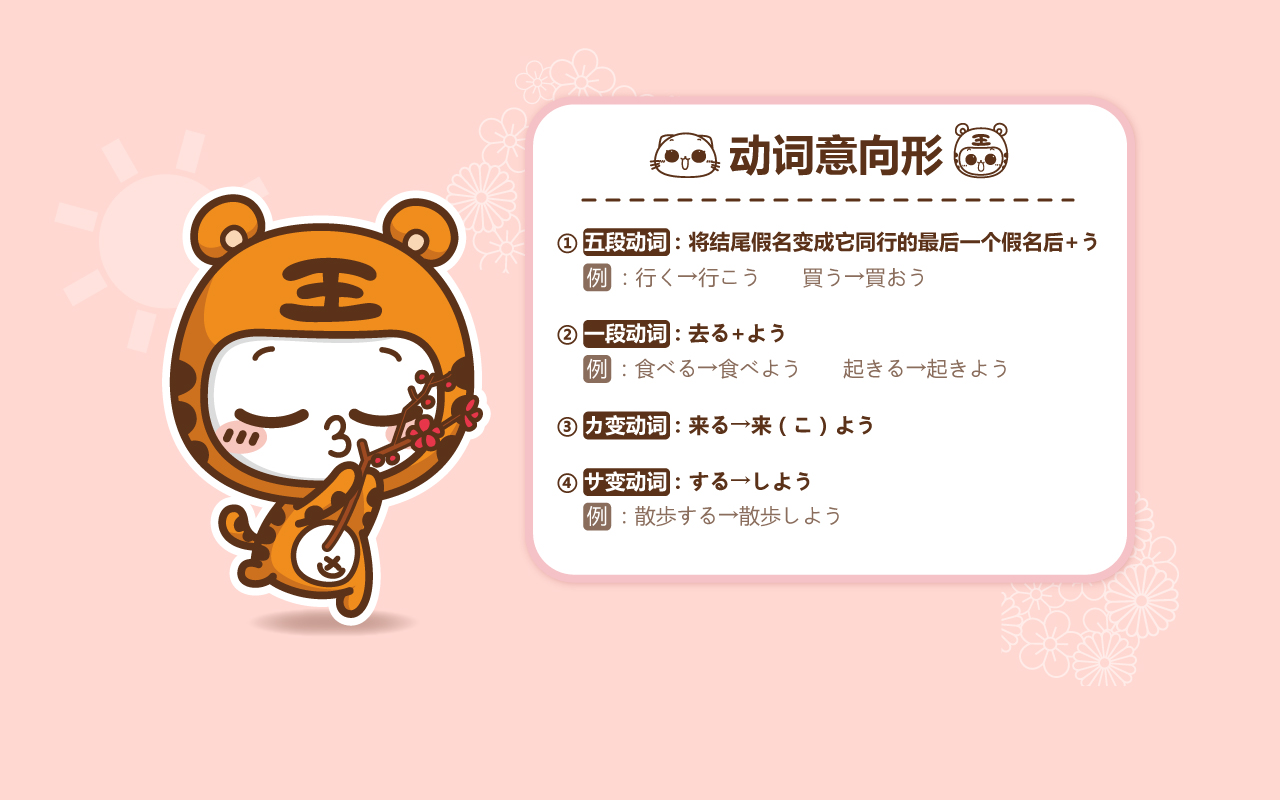 动词意向形
① 五段动词：将结尾假名变成它同行的最后一个假名后+う
例：行く→行こう 買う→買おう
② 一段动词：去る+よう
例：食べる→食べよう 起きる→起きよう
③ カ变动词：来る→来（こ）よう
④ サ变动词：する→しよう
例：散歩する→散歩しよう
王